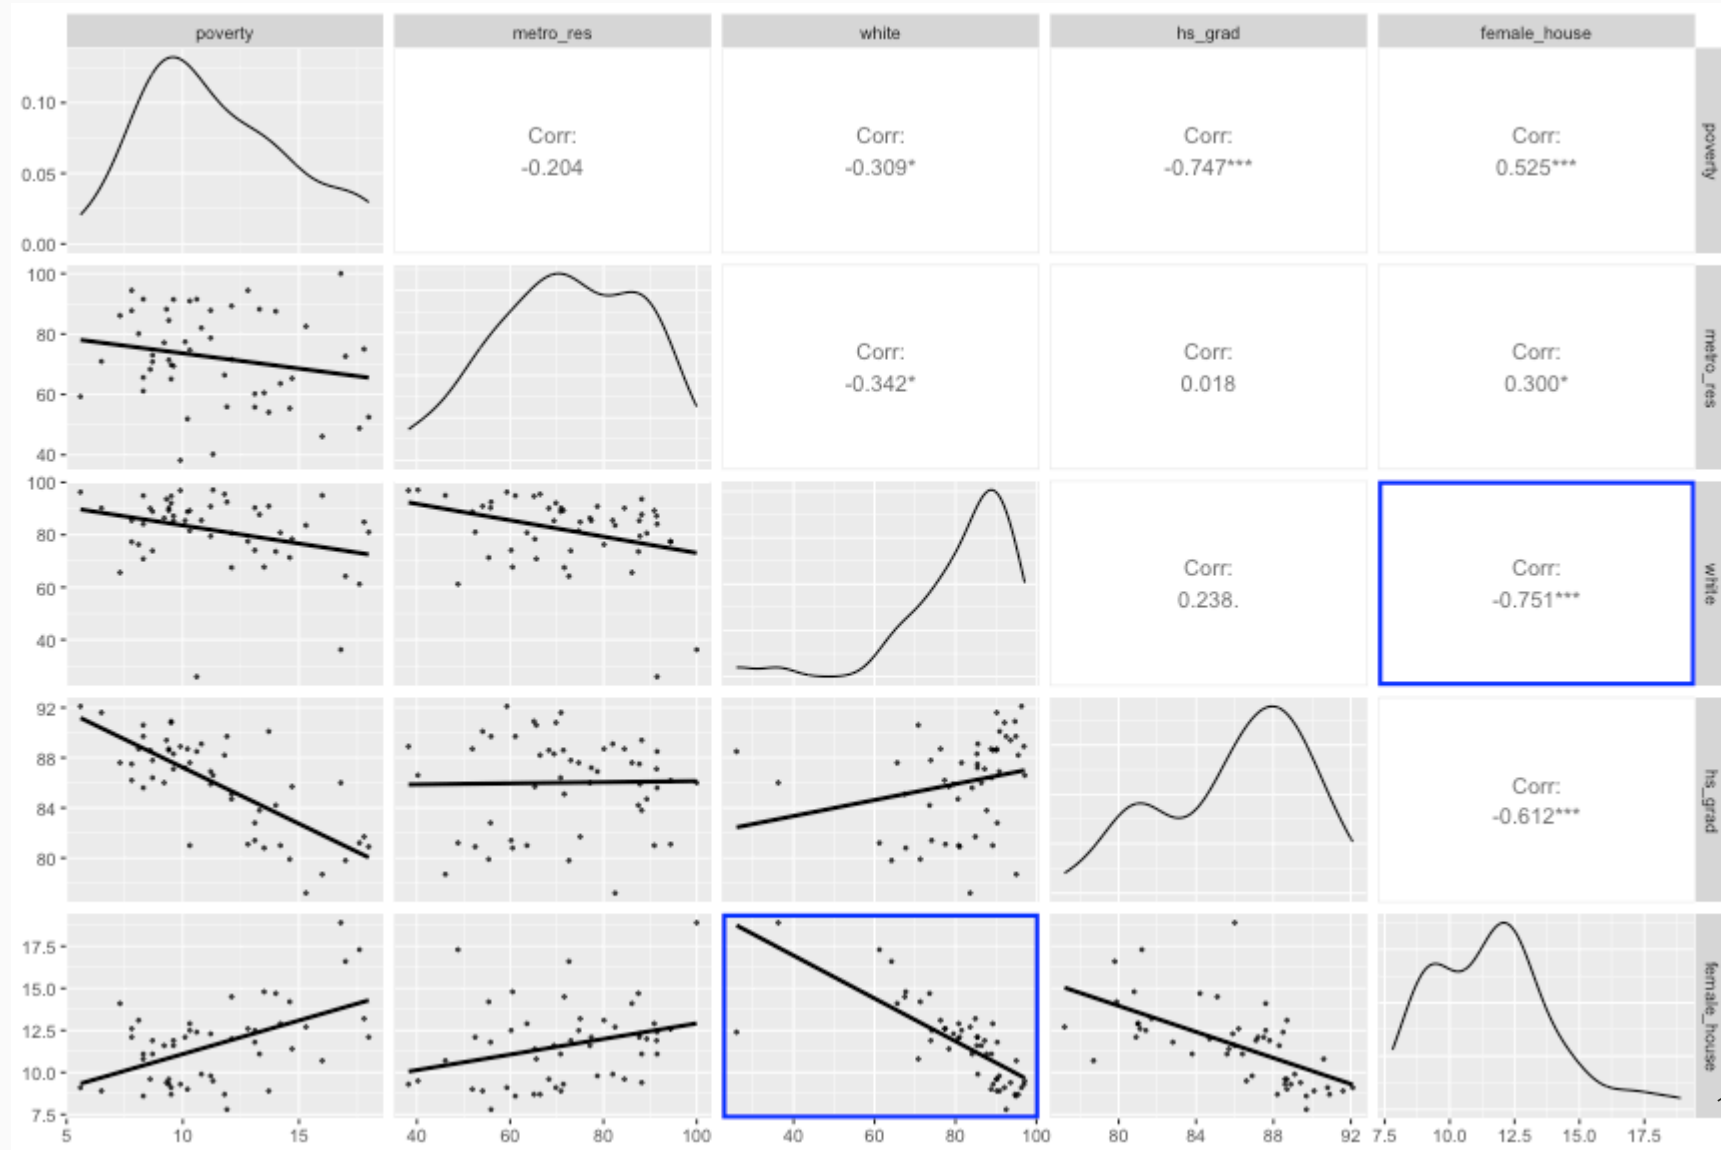 poverty metro_res white hs_grad female_house
0.10
0.05
0.00
Corr:
-0.204
Corr:
-0.309*
Corr:
-0.747***
Corr:
0.525***
poverty
100
80
60
40
Corr:
-0.342*
Corr:
0.018
Corr:
0.300*
metro_res
100
80
60
40
Corr:
0.238.
Corr:
-0.751***
white
92
88
84
80
Corr:
-0.612***
hs_grad
17.5
15.0
12.5
10.0
7.5
female_house
5 10 15 40 60 80 100 40 60 80 100 80 84 88 92 7.5 10.0 12.5 15.0 17.5